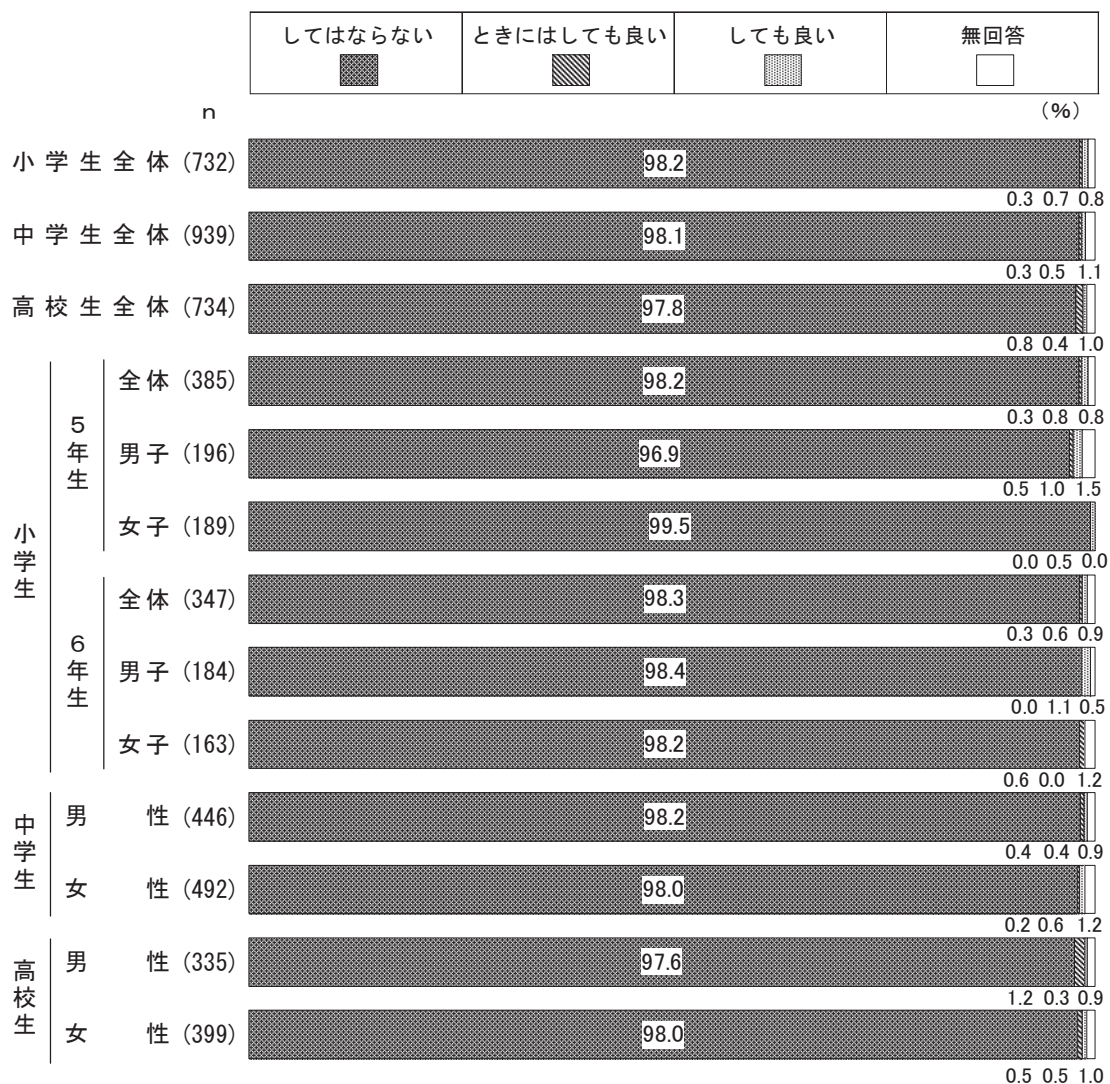 してはならない ときにはしても良い しても良い 無回答
n (%)
小学生全体 (732) 98.2
0.3 0.7 0.8
中学生全体 (939) 98.1
0.3 0.5 1.1
高校生全体 (734) 97.8
0.8 0.4 1.0
小学生
5年生
全体 (385) 98.2
0.3 0.8 0.8
男子 (196) 96.9
0.5 1.0 1.5
女子 (189) 99.5
0.0 0.5 0.0
6年生
全体 (347) 98.3
0.3 0.6 0.9
男子 (184) 98.4
0.0 1.1 0.5
女子 (163) 98.2
0.6 0.0 1.2
中学生
男性 (446) 98.2
0.4 0.4 0.9
女性 (492) 98.0
0.2 0.6 1.2
高校生
男性 (335) 97.6
1.2 0.3 0.9
女性 (399) 98.0
0.5 0.5 1.0